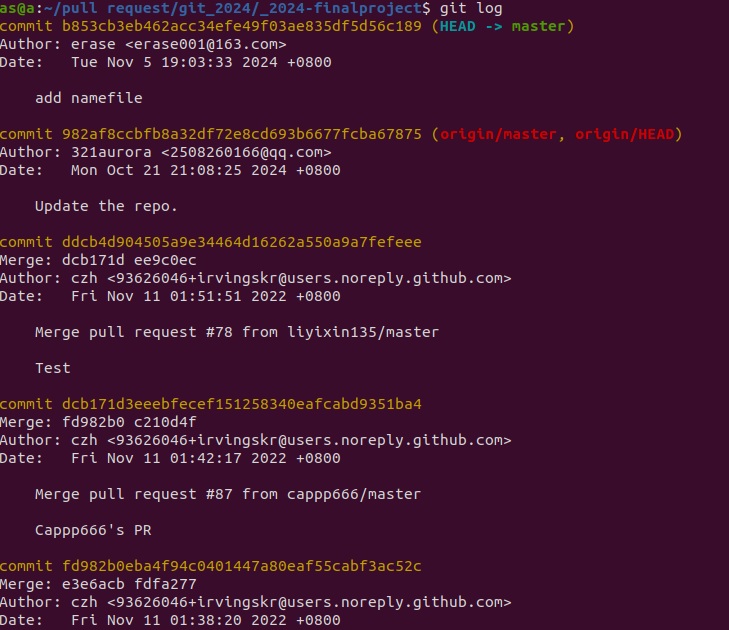 as@a:~/pull request/git_2024/_2024-finalproject$ git log
commit b853cb3eb462acc34efe49f03ae835df5d56c189 (HEAD -> master)
Author: erase <erase001@163.com>
Date:   Tue Nov 5 19:03:33 2024 +0800
    add namefile
commit 982af8ccbfb8a32df72e8cd693b6677fcba67875 (origin/master, origin/HEAD)
Author: 321aurora <2508260166@qq.com>
Date:   Mon Oct 21 21:08:25 2024 +0800
    Update the repo.
commit ddcb4d904505a9e34464d16262a550a9a7fefeee
Merge: dcb171d ee9c0ec
Author: czh <93626046+irvingskr@users.noreply.github.com>
Date:   Fri Nov 11 01:51:51 2022 +0800
    Merge pull request #78 from liyixin135/master
    Test
commit dcb171d3eeebfecef151258340eafcabd9351ba4
Merge: fd982b0 c210d4f
Author: czh <93626046+irvingskr@users.noreply.github.com>
Date:   Fri Nov 11 01:42:17 2022 +0800
    Merge pull request #87 from cappp666/master
    Cappp666's PR
commit fd982b0eba4f94c0401447a80eaf55cabf3ac52c
Merge: e3e6acb fdfa277
Author: czh <93626046+irvingskr@users.noreply.github.com>
Date:   Fri Nov 11 01:38:20 2022 +0800